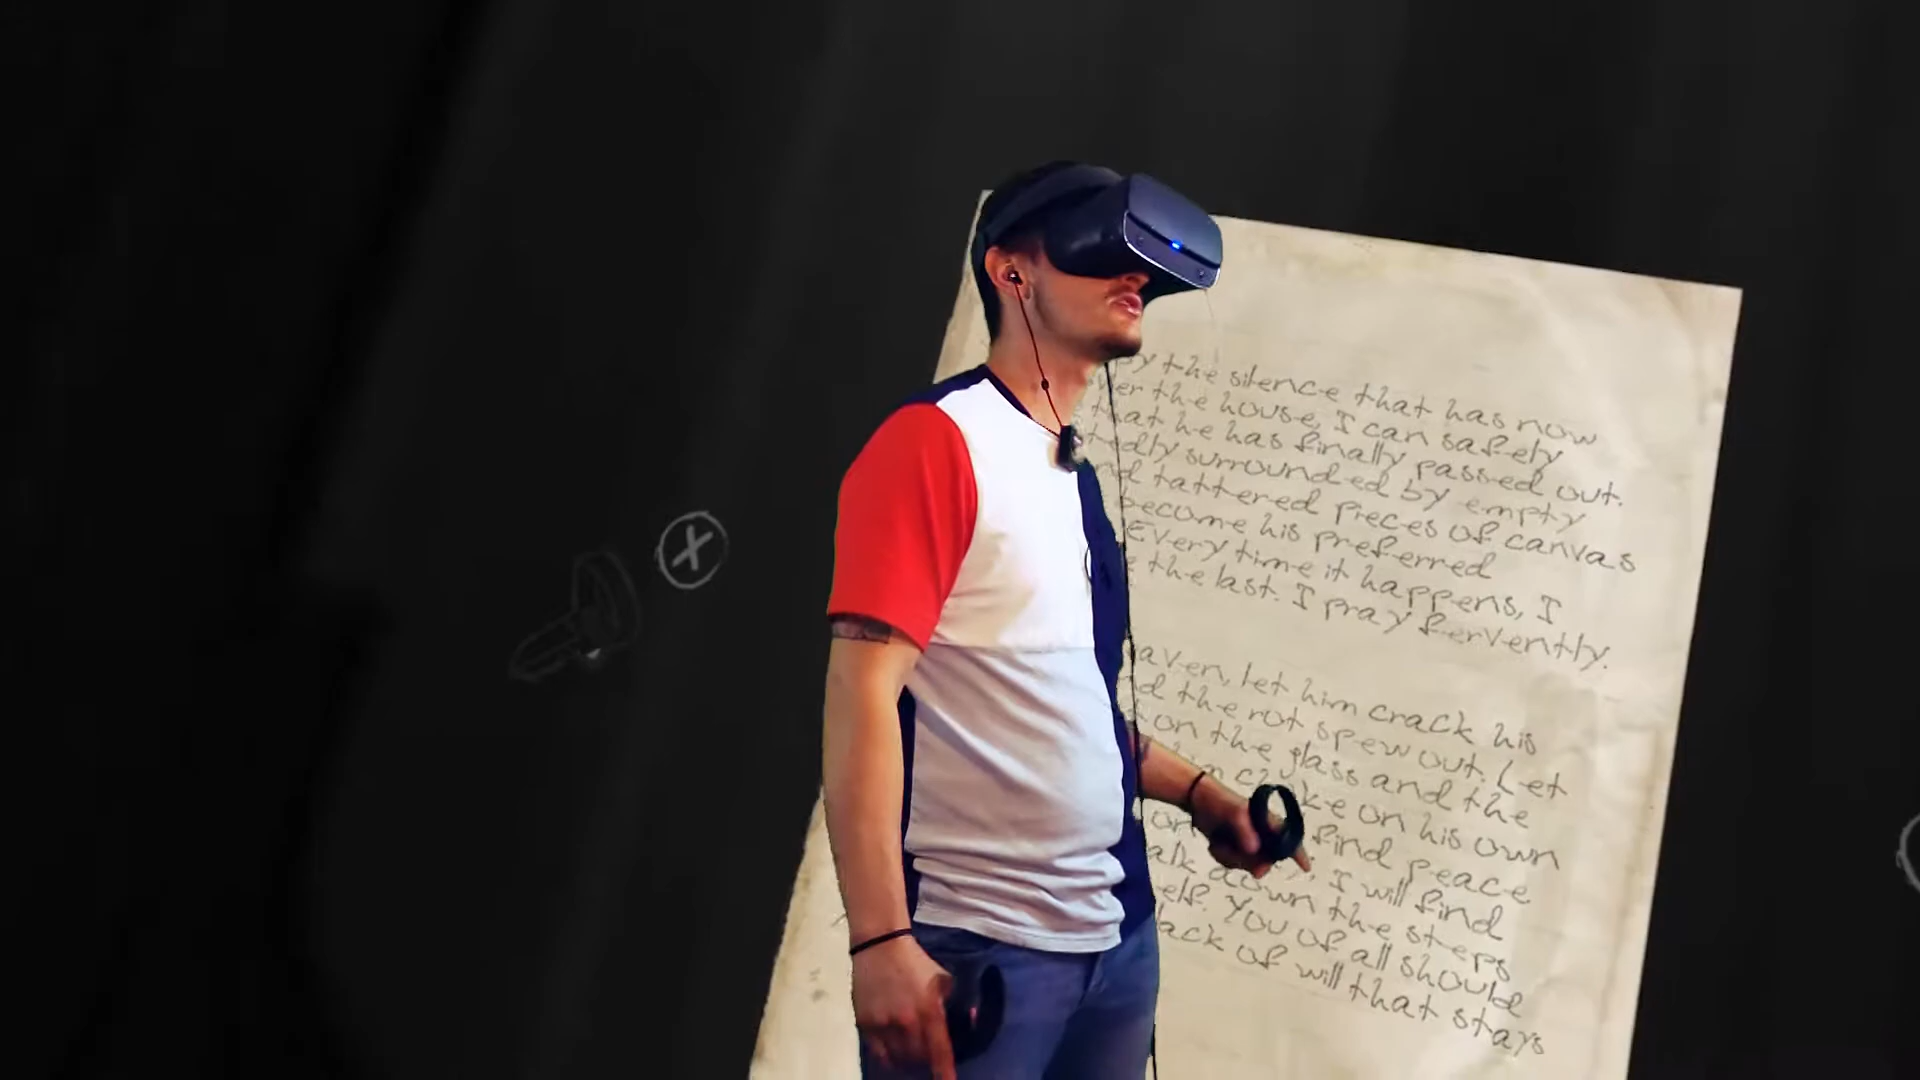 the silence that has now
the house, I can safely
that he has finally passed out.
surrounded by empty
tattered pieces of canvas
become his preferred
Every time it happens, I
the last. I pray fervently.
let him crack his
the rot spew out. Let
on the glass and the
on his own
find peace
I will find
down the steps
You of all should
of will that stays